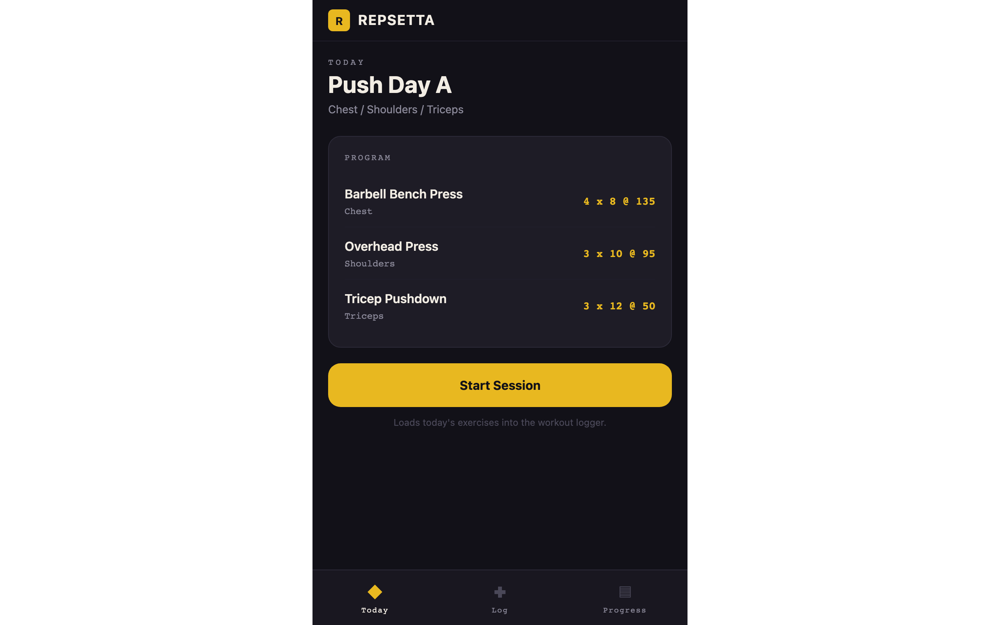 R REPSETTA
TODAY
Push Day A
Chest / Shoulders / Triceps
PROGRAM
Barbell Bench Press
Chest
4 x 8 @ 135
Overhead Press
Shoulders
3 x 10 @ 95
Tricep Pushdown
Triceps
3 x 12 @ 50
Start Session
Loads today's exercises into the workout logger.
Today
Log
Progress